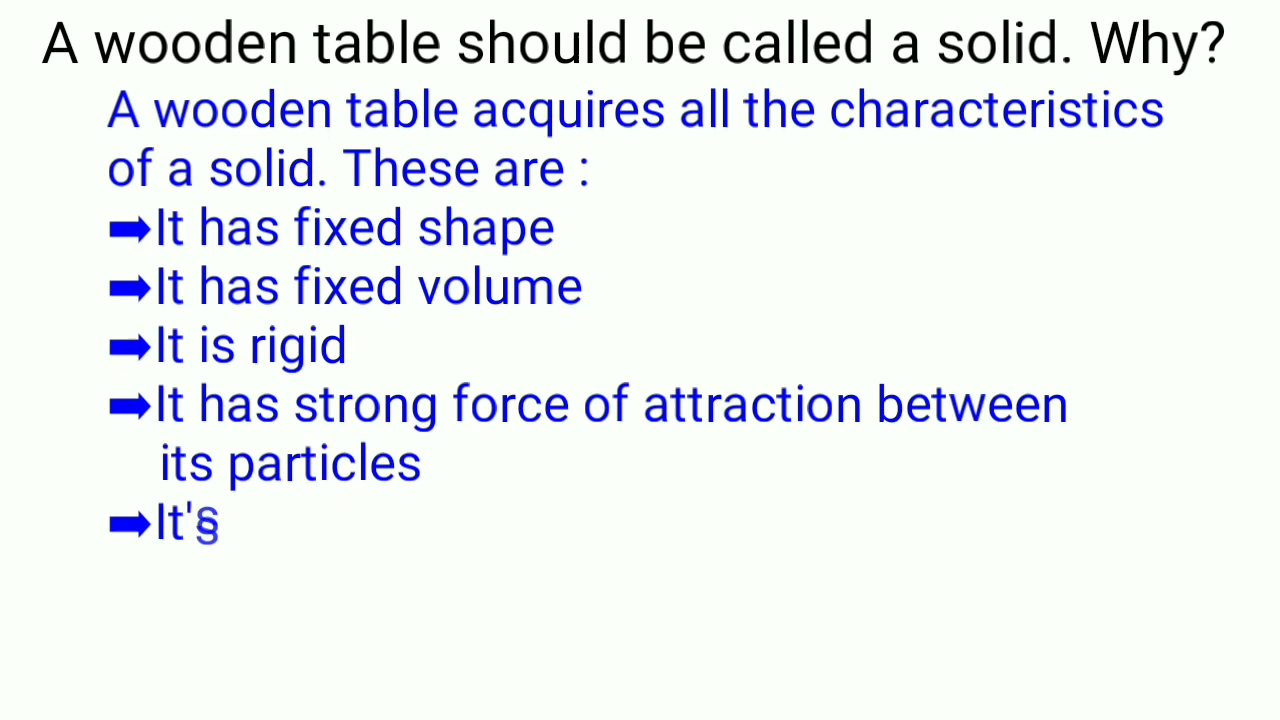 A wooden table should be called a solid. Why?
A wooden table acquires all the characteristics
of a solid. These are :
➡It has fixed shape
➡It has fixed volume
➡It is rigid
➡It has strong force of attraction between
its particles
➡It's